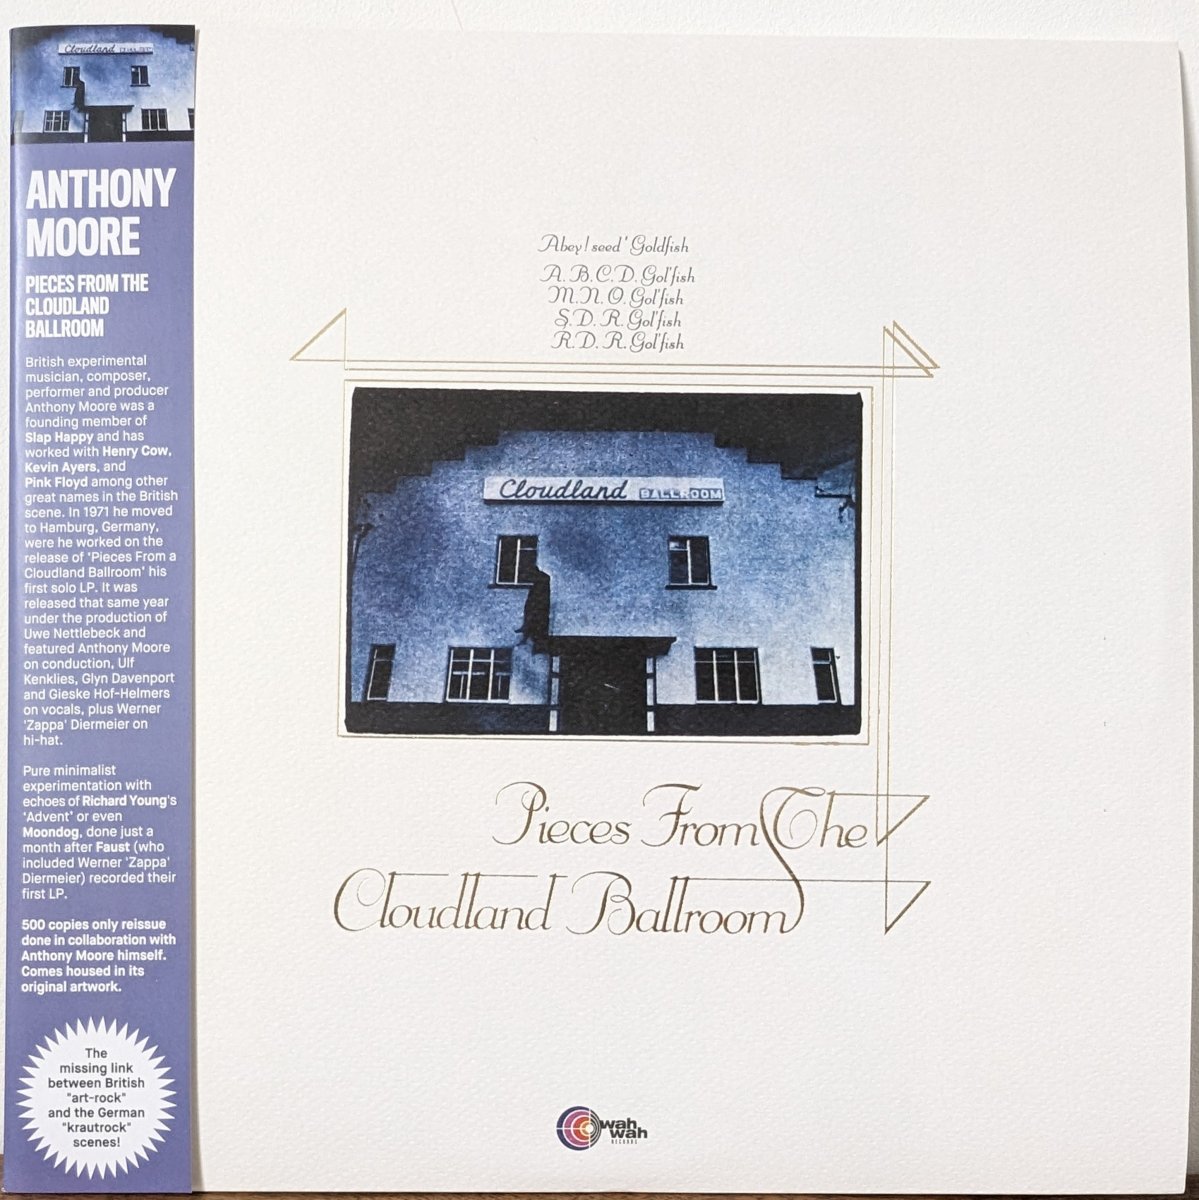 Cloudland
ANTHONY
MOORE
PIECES FROM THE
CLOUDLAND
BALLROOM
British experimental
musician, composer,
performer and producer
Anthony Moore was a
founding member of
Slap Happy and has
worked with Henry Cow,
Kevin Ayers, and
Pink Floyd among other
great names in the British
scene. In 1971 he moved
to Hamburg, Germany,
were he worked on the
release of 'Pieces From a
Cloudland Ballroom' his
first solo LP. It was
released that same year
under the production of
Uwe Nettlebeck and
featured Anthony Moore
on conduction, Ulf
Kenklies, Glyn Davenport
and Gieske Hof-Helmers
on vocals, plus Werner
'Zappa' Diermeier on
hi-hat.
Pure minimalist
experimentation with
echoes of Richard Young's
'Advent' or even
Moondog, done just a
month after Faust (who
included Werner 'Zappa'
Diermeier) recorded their
first LP.
500 copies only reissue
done in collaboration with
Anthony Moore himself.
Comes housed in its
original artwork.
The
missing link
between British
"art-rock"
and the German
"krautrock"
scenes!
Abey! seed' Goldfish
A. B. C. D. Gol'fish
M. N. O. Gol'fish
S. D. R. Gol'fish
R. D. R. Gol'fish
Cloudland BALLROOM
Pieces From The
Cloudland Ballroom
wah
wah
RECORDS